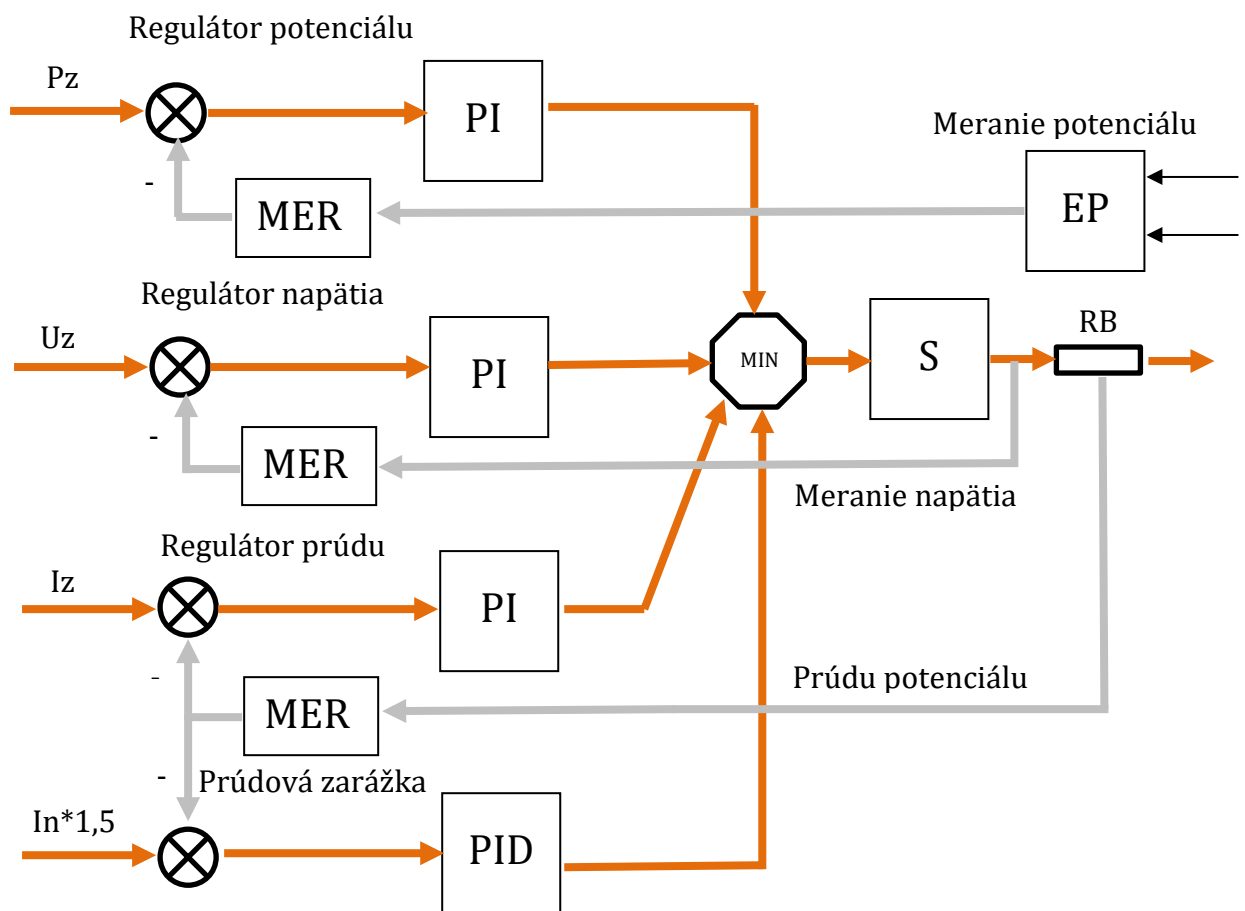 Regulátor potenciálu
Pz
PI
Meranie potenciálu
-
MER
EP
Regulátor napätia
Uz
PI
MIN
S
RB
-
MER
Meranie napätia
Regulátor prúdu
Iz
PI
-
MER
Prúdu potenciálu
-
Prúdová zarážka
In*1,5
PID